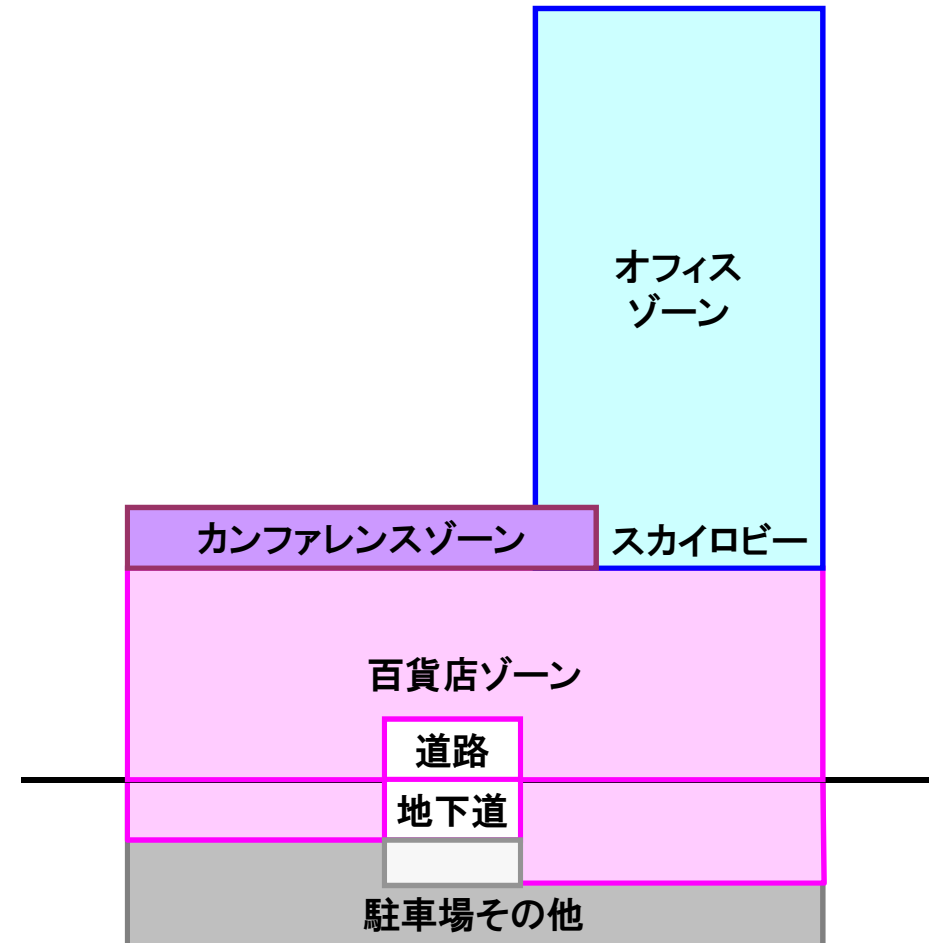 オフィス
ゾーン
カンファレンスゾーン
スカイロビー
百貨店ゾーン
道路
地下道
駐車場その他